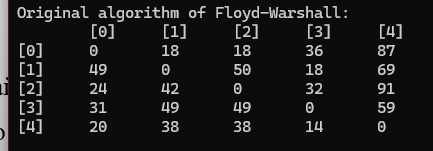 Original algorithm of Floyd-Warshall:
[0] [1] [2] [3] [4]
[0] 0 18 18 36 87
[1] 49 0 50 18 69
[2] 24 42 0 32 91
[3] 31 49 49 0 59
[4] 20 38 38 14 0